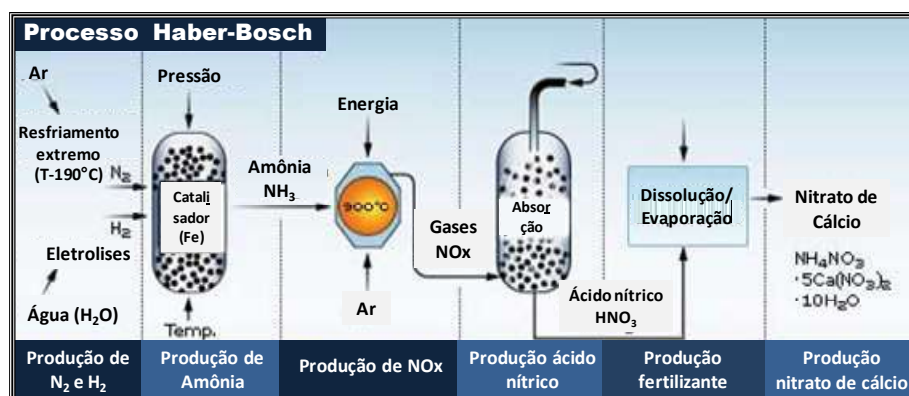 Processo Haber-Bosch
Ar
Resfriamento
extremo
(T-190°C)
N₂
H₂
Eletrolises
Água (H₂O)
Pressão
Catali
sador
(Fe)
Temp.
Amônia
NH₃
Energia
900°C
Ar
Gases
NOx
Absor
ção
Ácido nítrico
HNO₃
Dissolução/
Evaporação
Nitrato de
Cálcio
NH₄NO₃
·5Ca(NO₃)₂
·10H₂O
Produção de
N₂ e H₂
Produção de
Amônia
Produção de NOx
Produção ácido
nítrico
Produção
fertilizante
Produção
nitrato de cálcio